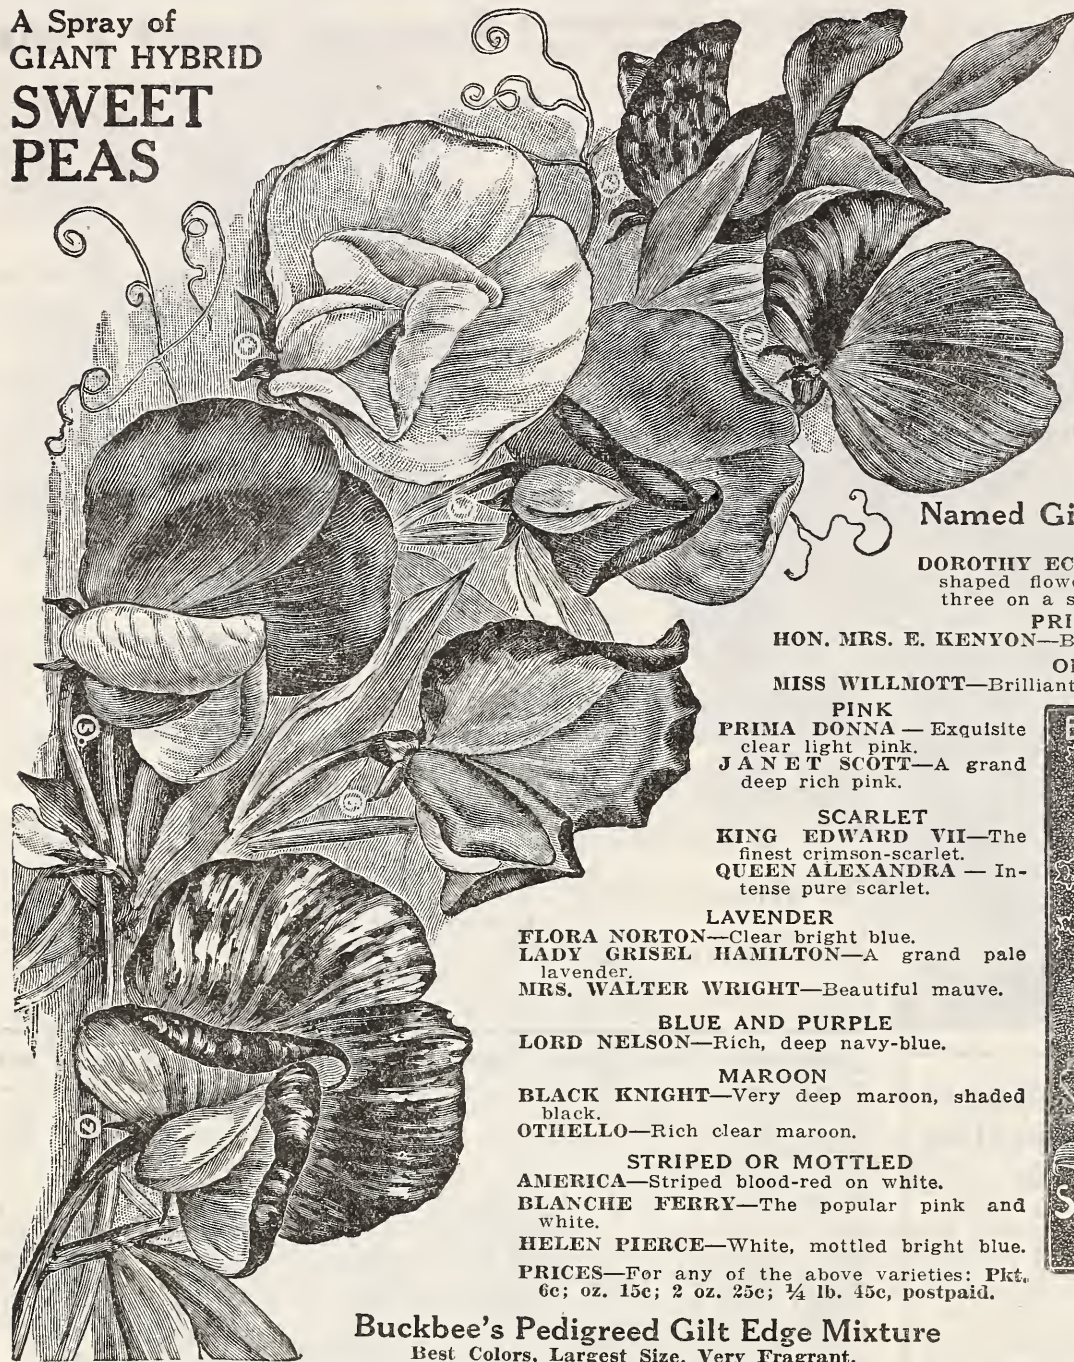 A Spray of
GIANT HYBRID
SWEET
PEAS
Named
DOROTHY
shaped
three on a
HON. MRS. E. KENYON—
MISS WILLMOTT—Brilliant
PINK
PRIMA DONNA — Exquisite
clear light pink.
JANET SCOTT—A grand
deep rich pink.
SCARLET
KING EDWARD VII—The
finest crimson-scarlet.
QUEEN ALEXANDRA — In-
tense pure scarlet.
LAVENDER
FLORA NORTON—Clear bright blue.
LADY GRISEL HAMILTON—A grand pale
lavender.
MRS. WALTER WRIGHT—Beautiful mauve.
BLUE AND PURPLE
LORD NELSON—Rich, deep navy-blue.
MAROON
BLACK KNIGHT—Very deep maroon, shaded
black.
OTHELLO—Rich clear maroon.
STRIPED OR MOTTLED
AMERICA—Striped blood-red on white.
BLANCHE FERRY—The popular pink and
white.
HELEN PIERCE—White, mottled bright blue.
PRICES—For any of the above varieties: Pkt.
6c; oz. 15c; 2 oz. 25c; ¼ lb. 45c, postpaid.
Buckbee's Pedigreed Gilt Edge Mixture
Best Colors, Largest Size, Very Fragrant.